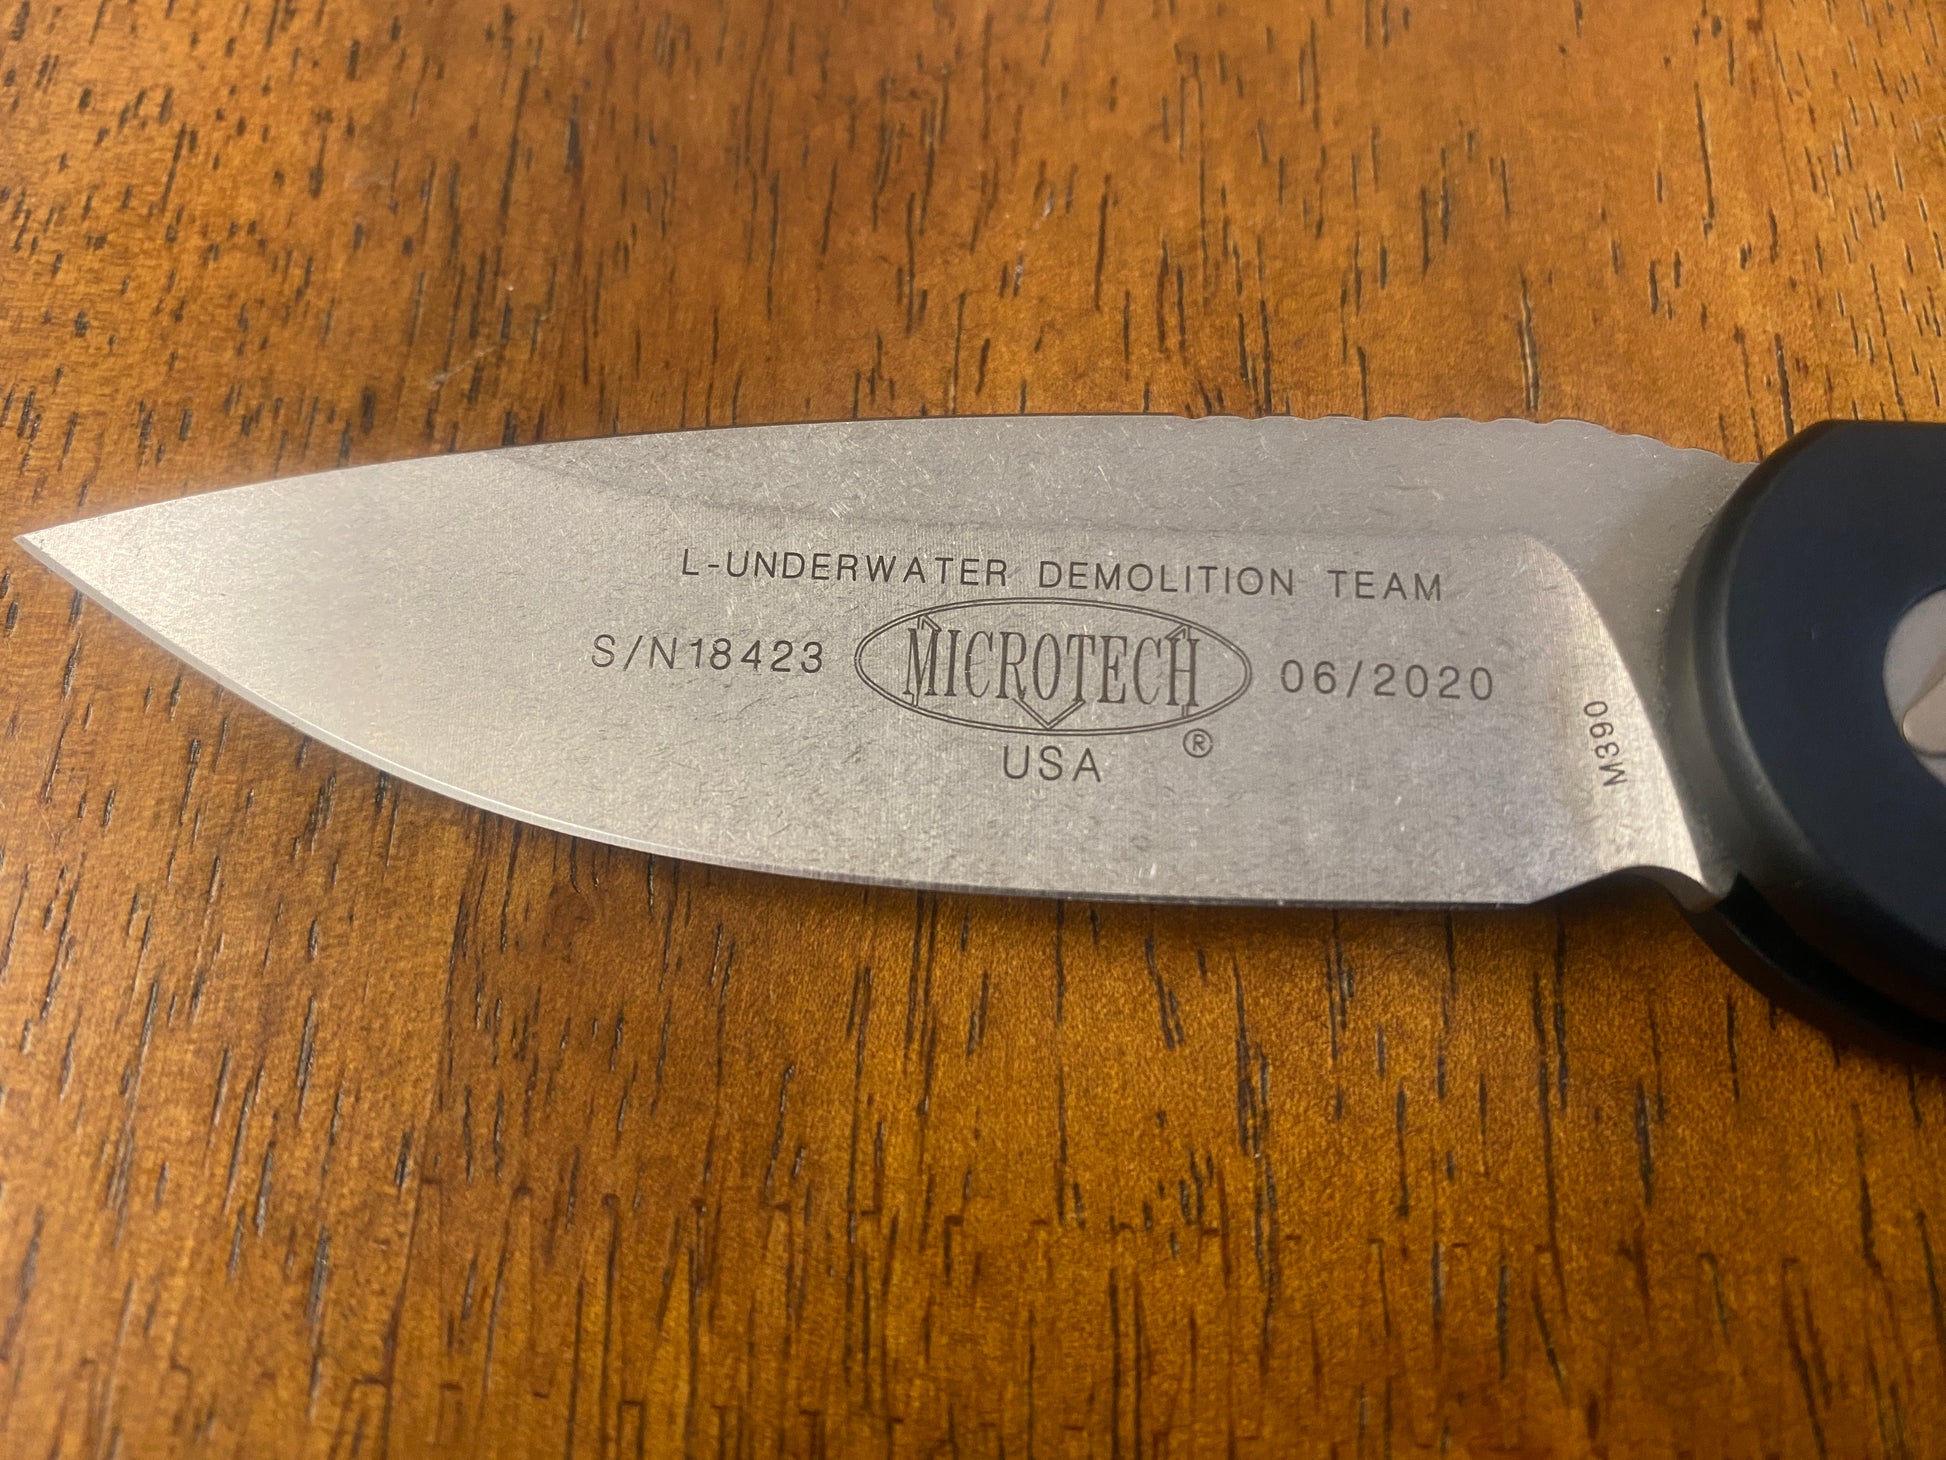 L-UNDERWATER DEMOLITION TEAM
S/N18423 MICROTECH 06/2020
®
USA
M390